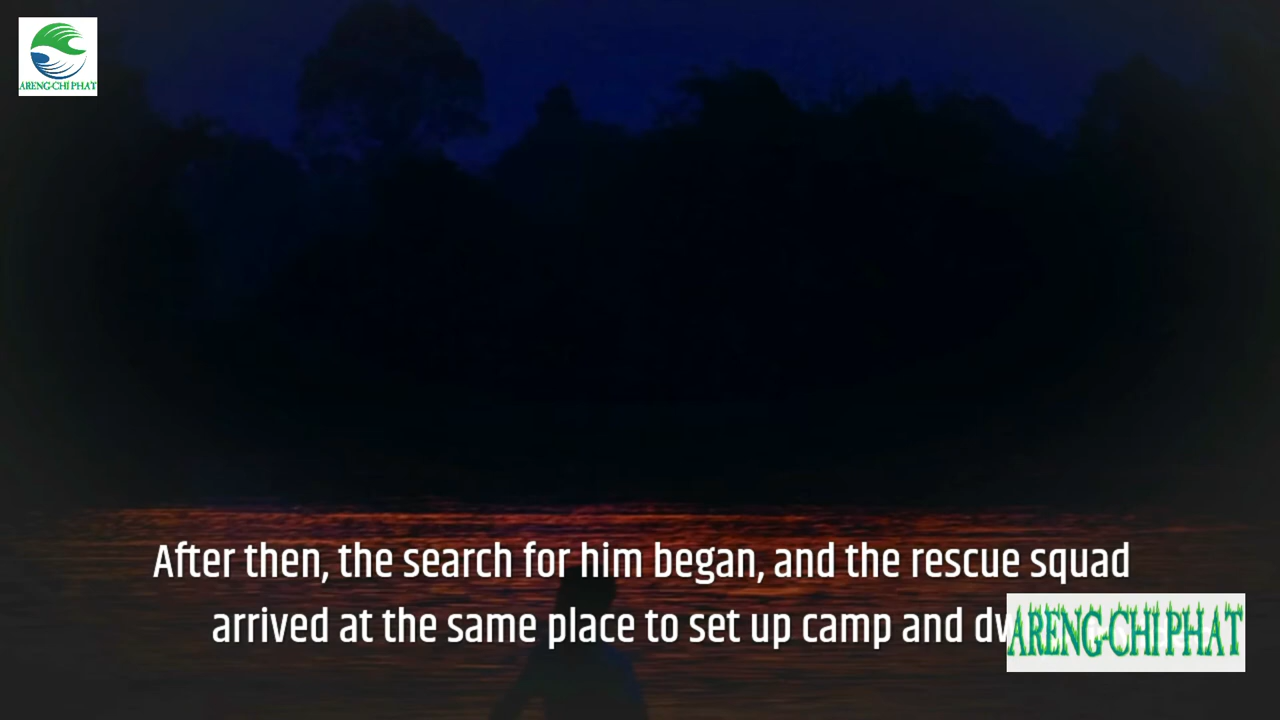 ARENG-CHI PHAT
After then, the search for him began, and the rescue squad
arrived at the same place to set up camp and
ARENG-CHI PHAT